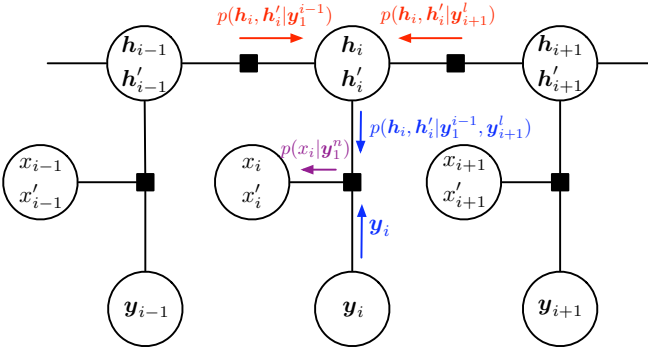 p(𝒉_i, 𝒉′_i|𝒚_1^{i−1})
p(𝒉_i, 𝒉′_i|𝒚_{i+1}^l)
𝒉_{i−1}
𝒉′_{i−1}
𝒉_i
𝒉′_i
𝒉_{i+1}
𝒉′_{i+1}
p(𝒉_i, 𝒉′_i|𝒚_1^{i−1}, 𝒚_{i+1}^l)
p(x_i|𝒚_1^n)
x_{i−1}
x′_{i−1}
x_i
x′_i
x_{i+1}
x′_{i+1}
𝒚_i
𝒚_{i−1}
𝒚_i
𝒚_{i+1}